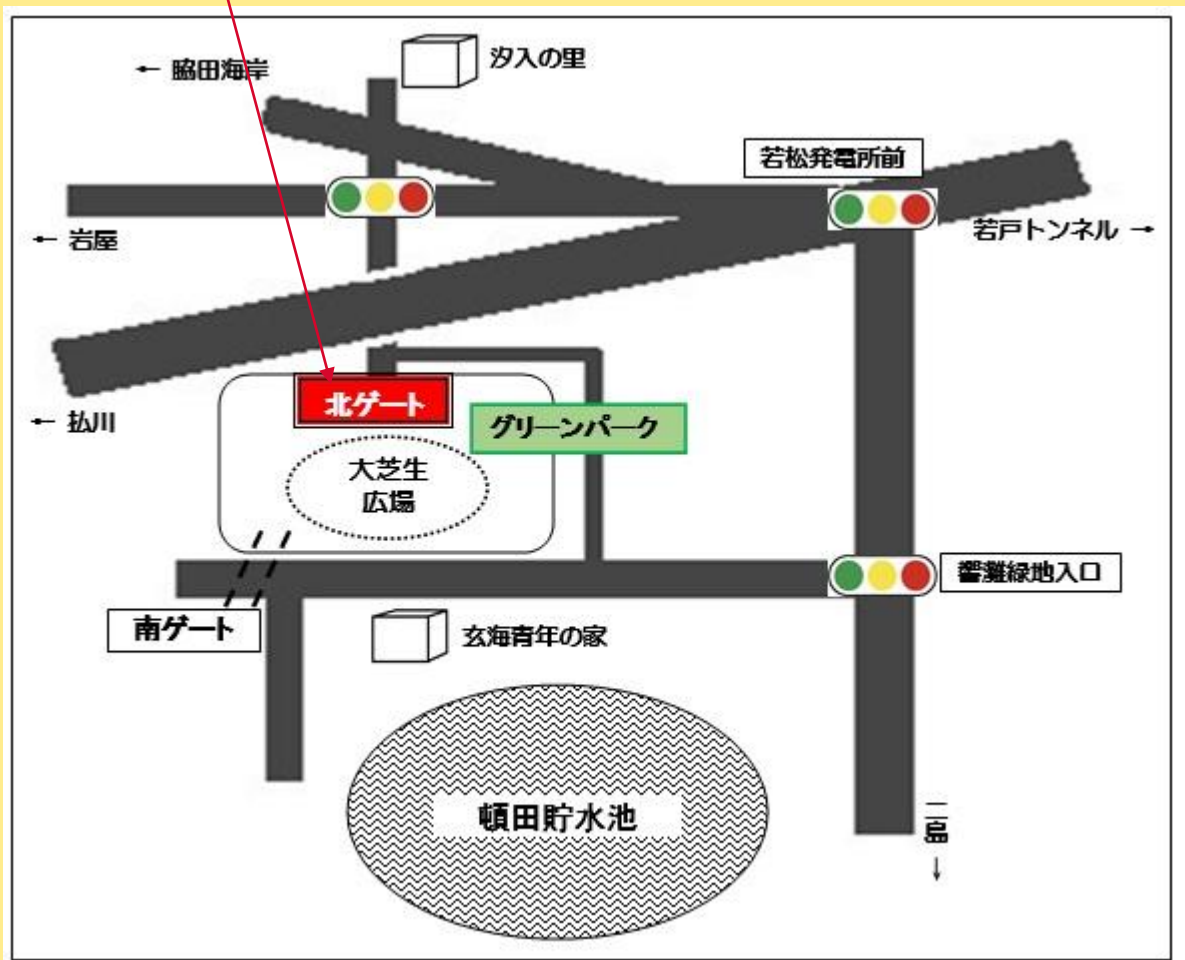 汐入の里
← 脇田海岸
若松発電所前
← 岩屋
若戸トンネル →
北ゲート
← 払川
グリーンパーク
大芝生
広場
響灘緑地入口
南ゲート
玄海青年の家
頓田貯水池
二島
↓